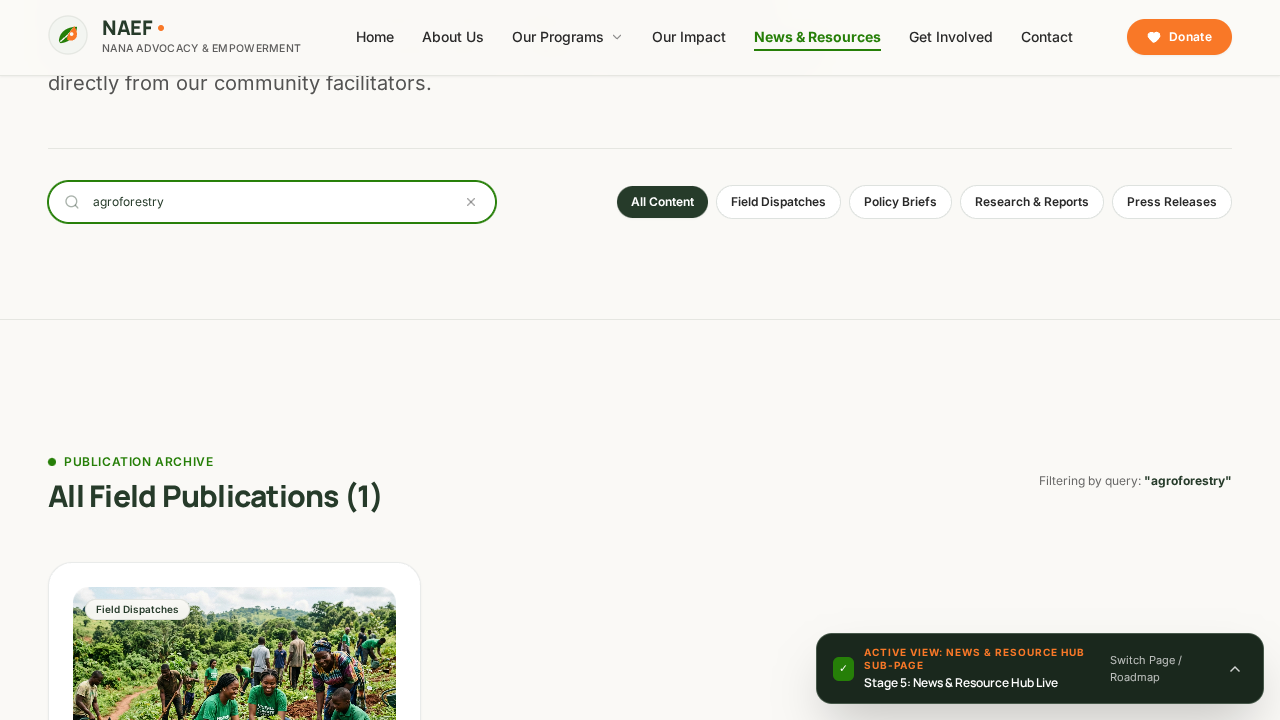 NAEF
NANA ADVOCACY & EMPOWERMENT
Home
About Us
Our Programs
Our Impact
News & Resources
Get Involved
Contact
Donate
directly from our community facilitators.
agroforestry
All Content
Field Dispatches
Policy Briefs
Research & Reports
Press Releases
PUBLICATION ARCHIVE
All Field Publications (1)
Filtering by query: "agroforestry"
Field Dispatches
ACTIVE VIEW: NEWS & RESOURCE HUB
SUB-PAGE
Stage 5: News & Resource Hub Live
Switch Page /
Roadmap